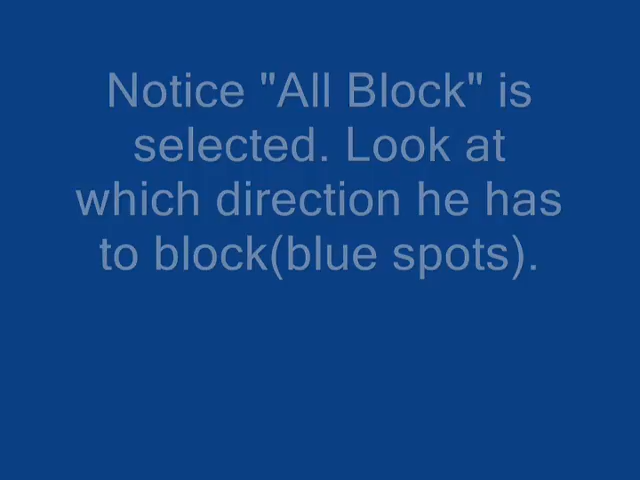 Notice "All Block" is
selected. Look at
which direction he has
to block(blue spots).